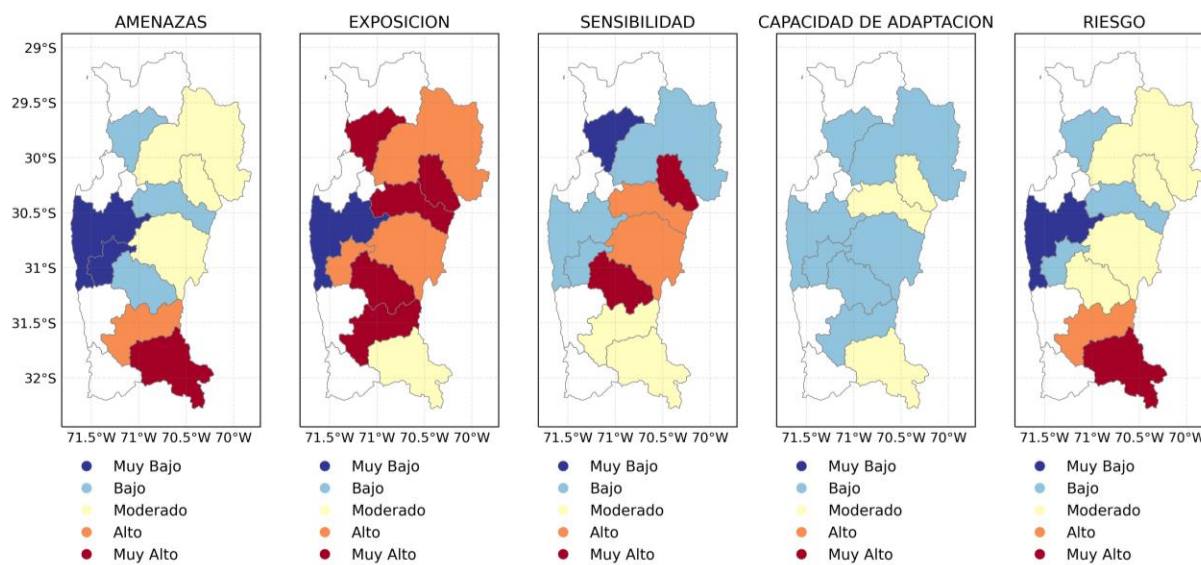 AMENAZAS
EXPOSICION
SENSIBILIDAD
CAPACIDAD DE ADAPTACION
RIESGO
29°S
29.5°S
30°S
30.5°S
31°S
31.5°S
32°S
71.5°W 71°W 70.5°W 70°W
71.5°W 71°W 70.5°W 70°W
71.5°W 71°W 70.5°W 70°W
71.5°W 71°W 70.5°W 70°W
71.5°W 71°W 70.5°W 70°W
Muy Bajo
Bajo
Moderado
Alto
Muy Alto
Muy Bajo
Bajo
Moderado
Alto
Muy Alto
Muy Bajo
Bajo
Moderado
Alto
Muy Alto
Muy Bajo
Bajo
Moderado
Alto
Muy Alto
Muy Bajo
Bajo
Moderado
Alto
Muy Alto